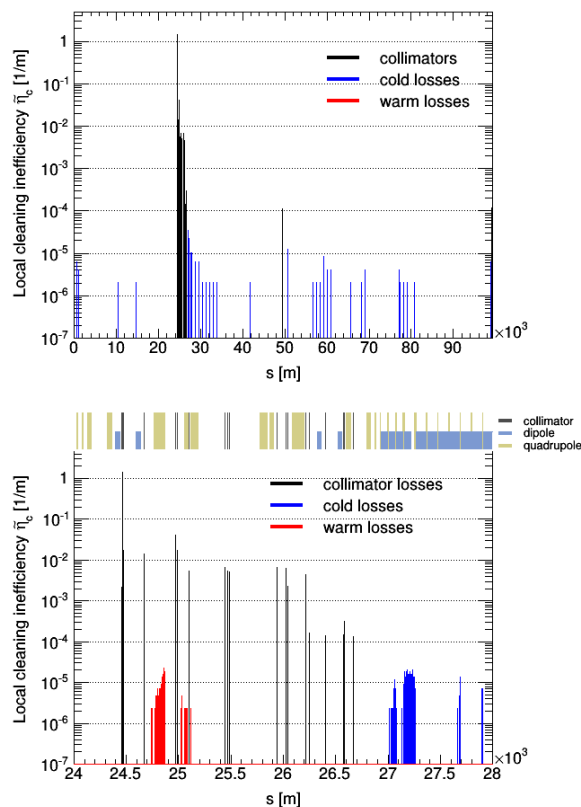 Local cleaning inefficiency η̃c [1/m]
1
10⁻¹
10⁻²
10⁻³
10⁻⁴
10⁻⁵
10⁻⁶
10⁻⁷
collimators
cold losses
warm losses
0 10 20 30 40 50 60 70 80 90
×10³
s [m]
collimator
dipole
quadrupole
Local cleaning inefficiency η̃c [1/m]
1
10⁻¹
10⁻²
10⁻³
10⁻⁴
10⁻⁵
10⁻⁶
10⁻⁷
collimator losses
cold losses
warm losses
24 24.5 25 25.5 26 26.5 27 27.5 28
×10³
s [m]